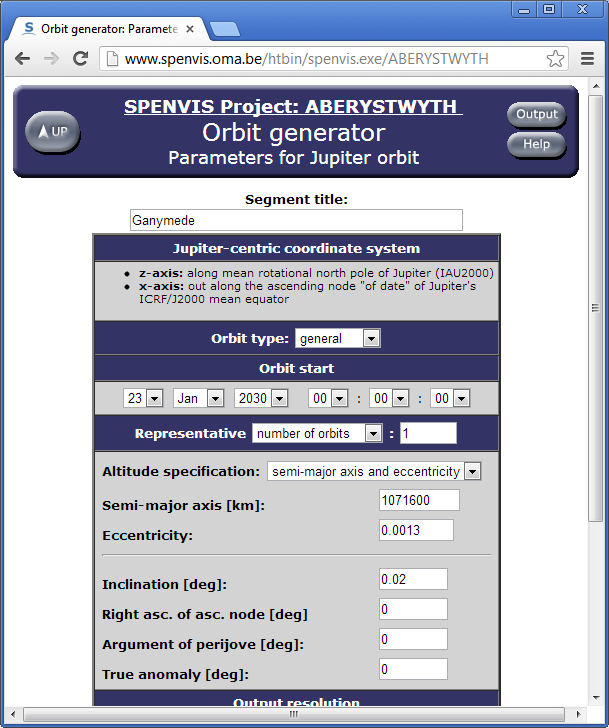 Orbit generator: Paramete
www.spenvis.oma.be/htbin/spenvis.exe/ABERYSTWYTH
UP
SPENVIS Project: ABERYSTWYTH
Orbit generator
Parameters for Jupiter orbit
Output
Help
Segment title:
Ganymede
Jupiter-centric coordinate system
z-axis: along mean rotational north pole of Jupiter (IAU2000)
x-axis: out along the ascending node "of date" of Jupiter's
ICRF/J2000 mean equator
Orbit type: general
Orbit start
23 Jan 2030 00 : 00 : 00
Representative number of orbits : 1
Altitude specification: semi-major axis and eccentricity
Semi-major axis [km]: 1071600
Eccentricity: 0.0013
Inclination [deg]: 0.02
Right asc. of asc. node [deg] 0
Argument of perijove [deg]: 0
True anomaly [deg]: 0
Output resolution